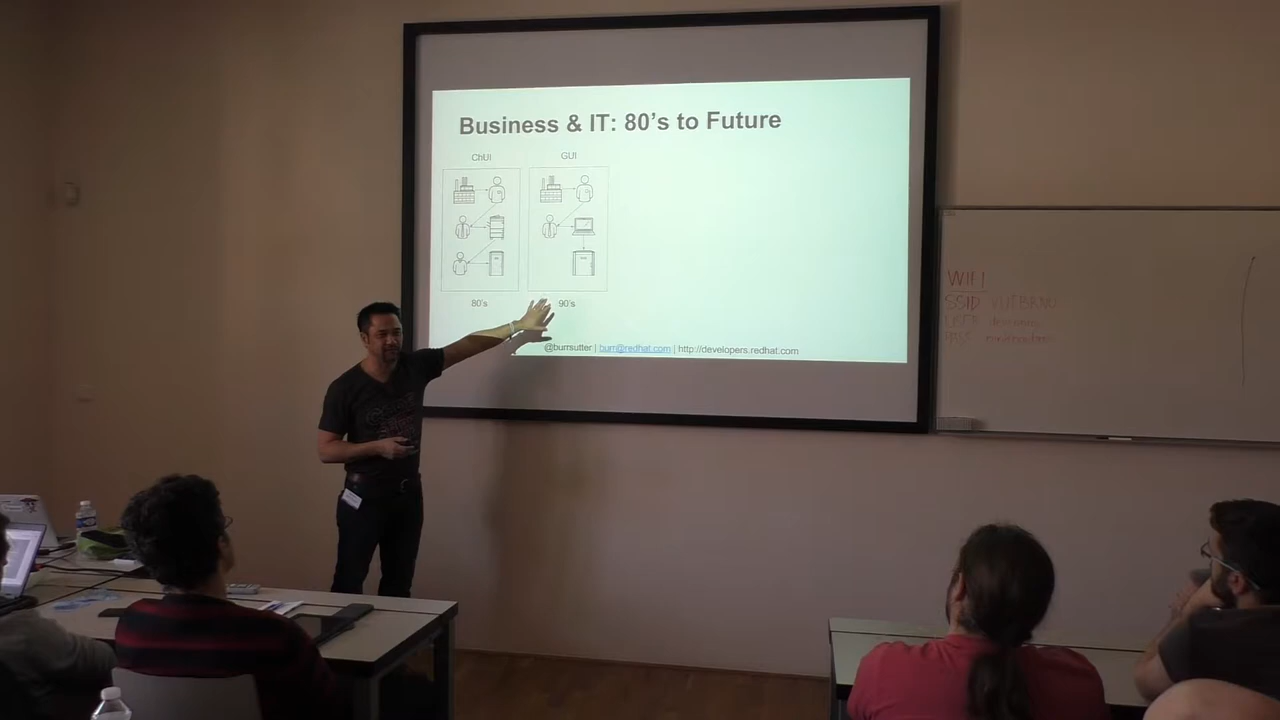 Business & IT: 80's to Future
ChUI
GUI
80's
90's
@burrsutter | burr@redhat.com | http://developers.redhat.com
WIFI
SSID